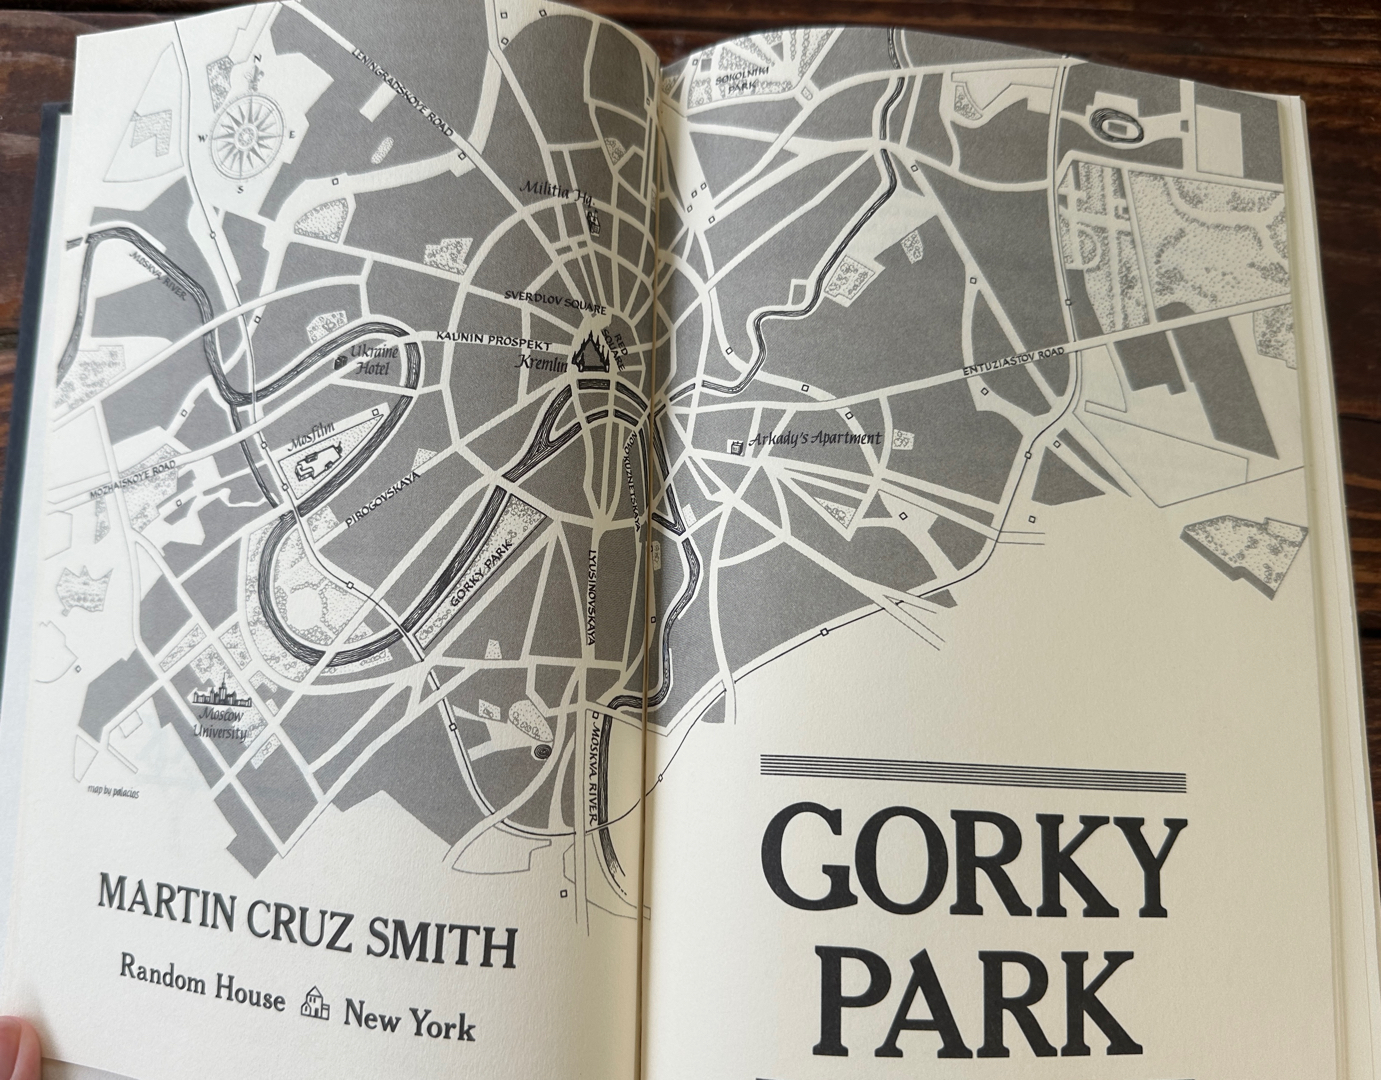 N
W
E
S
LENINGRADSKOYE ROAD
SOKOLNIKI
PARK
Militia Hq.
MOSKVA RIVER
SVERDLOV SQUARE
RED
SQUARE
KALININ PROSPEKT
Kremlin
Ukraine
Hotel
ENTUZIASTOV ROAD
Mosfilm
Arkady's Apartment
MOZHAISKOYE ROAD
PIROGOVSKAYA
NOVOKUZNETSKAYA
GORKY PARK
LYUSINOVSKAYA
Moscow
University
MOSKVA RIVER
map by palacios
GORKY
PARK
MARTIN CRUZ SMITH
Random House New York